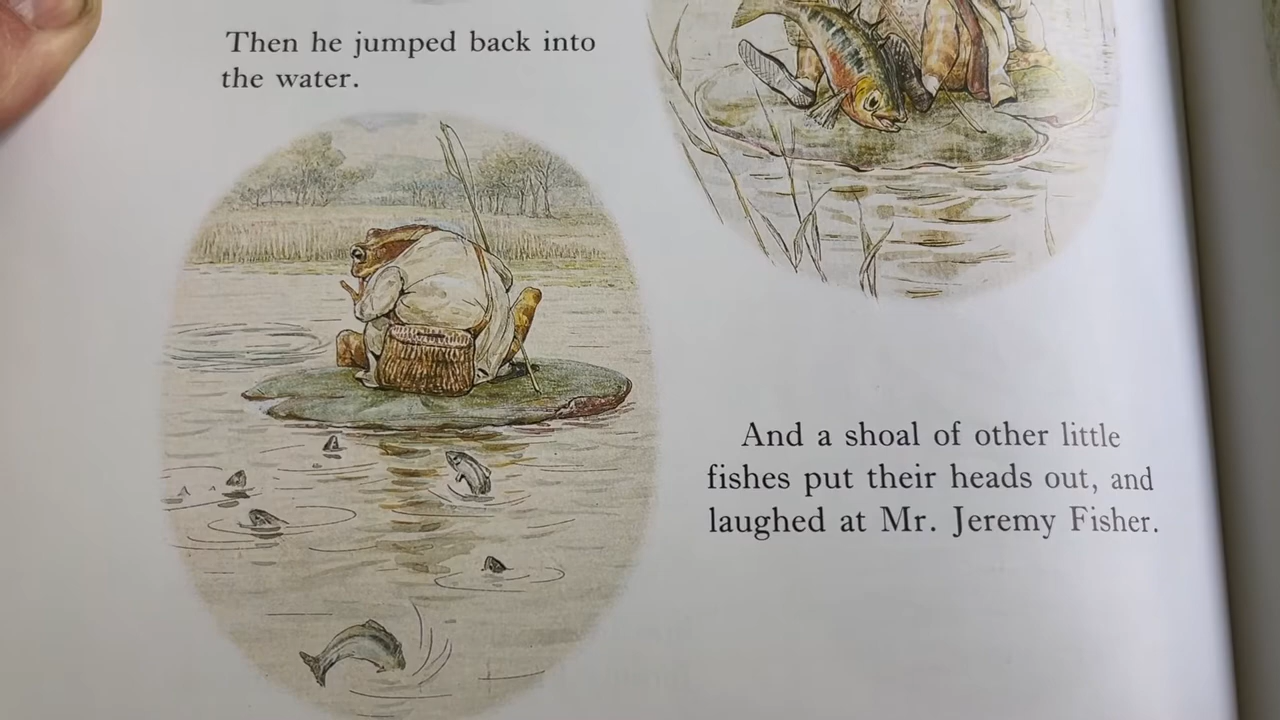 Then he jumped back into
the water.
And a shoal of other little
fishes put their heads out, and
laughed at Mr. Jeremy Fisher.